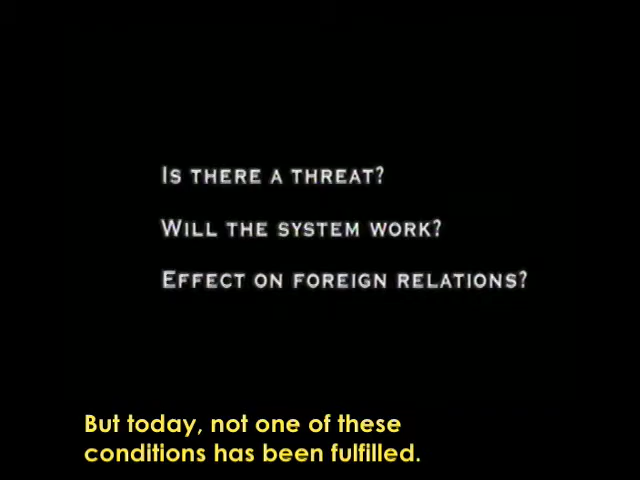 Is there a threat?
Will the system work?
Effect on foreign relations?
But today, not one of these
conditions has been fulfilled.